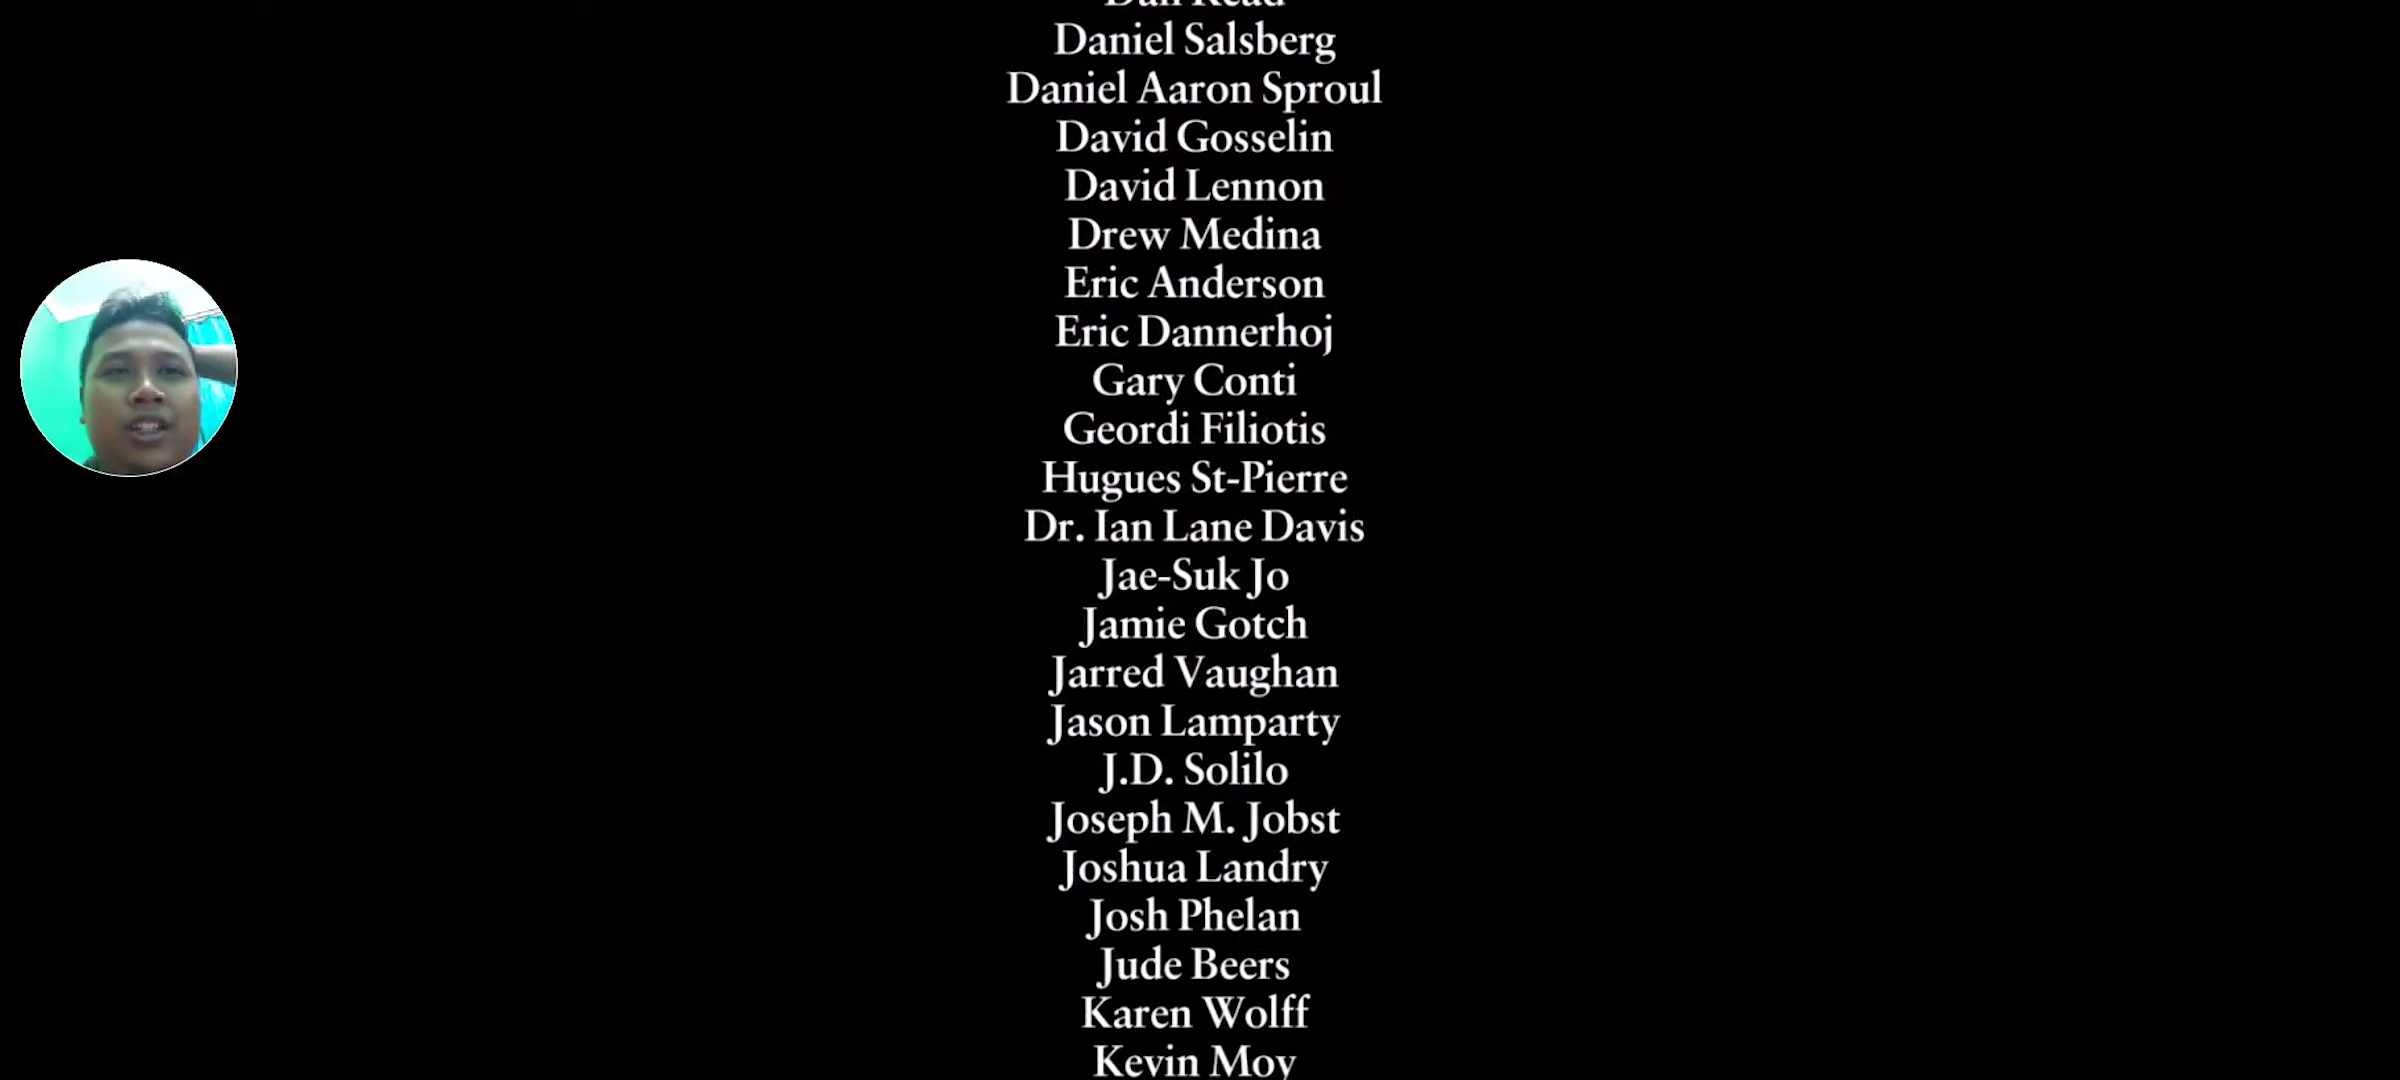 Dan Read
Daniel Salsberg
Daniel Aaron Sproul
David Gosselin
David Lennon
Drew Medina
Eric Anderson
Eric Dannerhoj
Gary Conti
Geordi Filiotis
Hugues St-Pierre
Dr. Ian Lane Davis
Jae-Suk Jo
Jamie Gotch
Jarred Vaughan
Jason Lamparty
J.D. Solilo
Joseph M. Jobst
Joshua Landry
Josh Phelan
Jude Beers
Karen Wolff
Kevin Moy